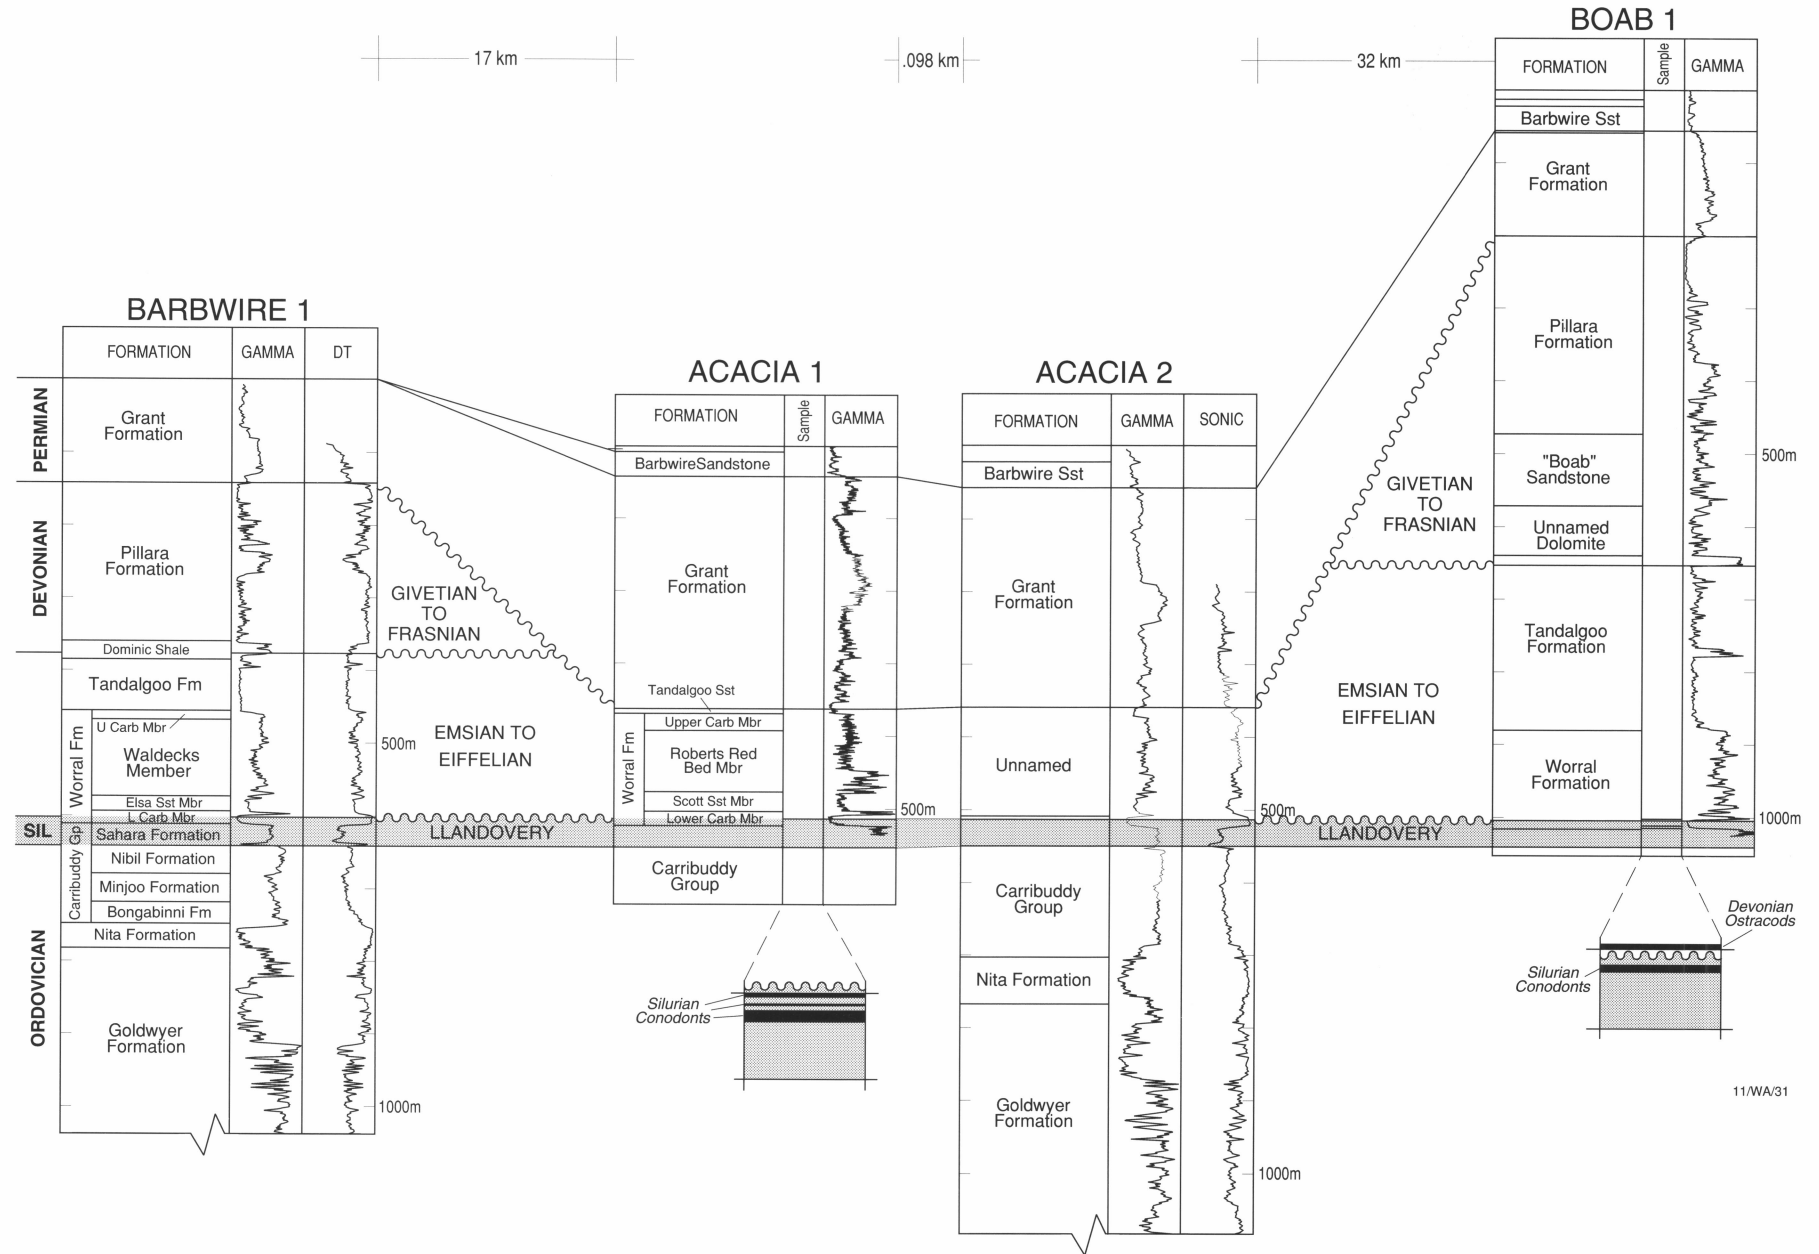 BOAB 1
17 km
.098 km
32 km
FORMATION
Sample
GAMMA
Barbwire Sst
Grant
Formation
Pillara
Formation
"Boab"
Sandstone
500m
Unnamed
Dolomite
Tandalgoo
Formation
Worral
Formation
1000m
Devonian
Ostracods
Silurian
Conodonts
BARBWIRE 1
FORMATION
GAMMA
DT
PERMIAN
Grant
Formation
DEVONIAN
Pillara
Formation
Dominic Shale
Tandalgoo Fm
Worral Fm
U Carb Mbr
Waldecks
Member
500m
Elsa Sst Mbr
L Carb Mbr
SIL
Carribuddy Gp
Sahara Formation
Nibil Formation
Minjoo Formation
Bongabinni Fm
Nita Formation
ORDOVICIAN
Goldwyer
Formation
1000m
GIVETIAN
TO
FRASNIAN
EMSIAN TO
EIFFELIAN
LLANDOVERY
ACACIA 1
FORMATION
Sample
GAMMA
BarbwireSandstone
Grant
Formation
Tandalgoo Sst
Worral Fm
Upper Carb Mbr
Roberts Red
Bed Mbr
Scott Sst Mbr
Lower Carb Mbr
500m
Carribuddy
Group
Silurian
Conodonts
ACACIA 2
FORMATION
GAMMA
SONIC
Barbwire Sst
Grant
Formation
Unnamed
500m
Carribuddy
Group
Nita Formation
Goldwyer
Formation
1000m
GIVETIAN
TO
FRASNIAN
EMSIAN TO
EIFFELIAN
LLANDOVERY
11/WA/31